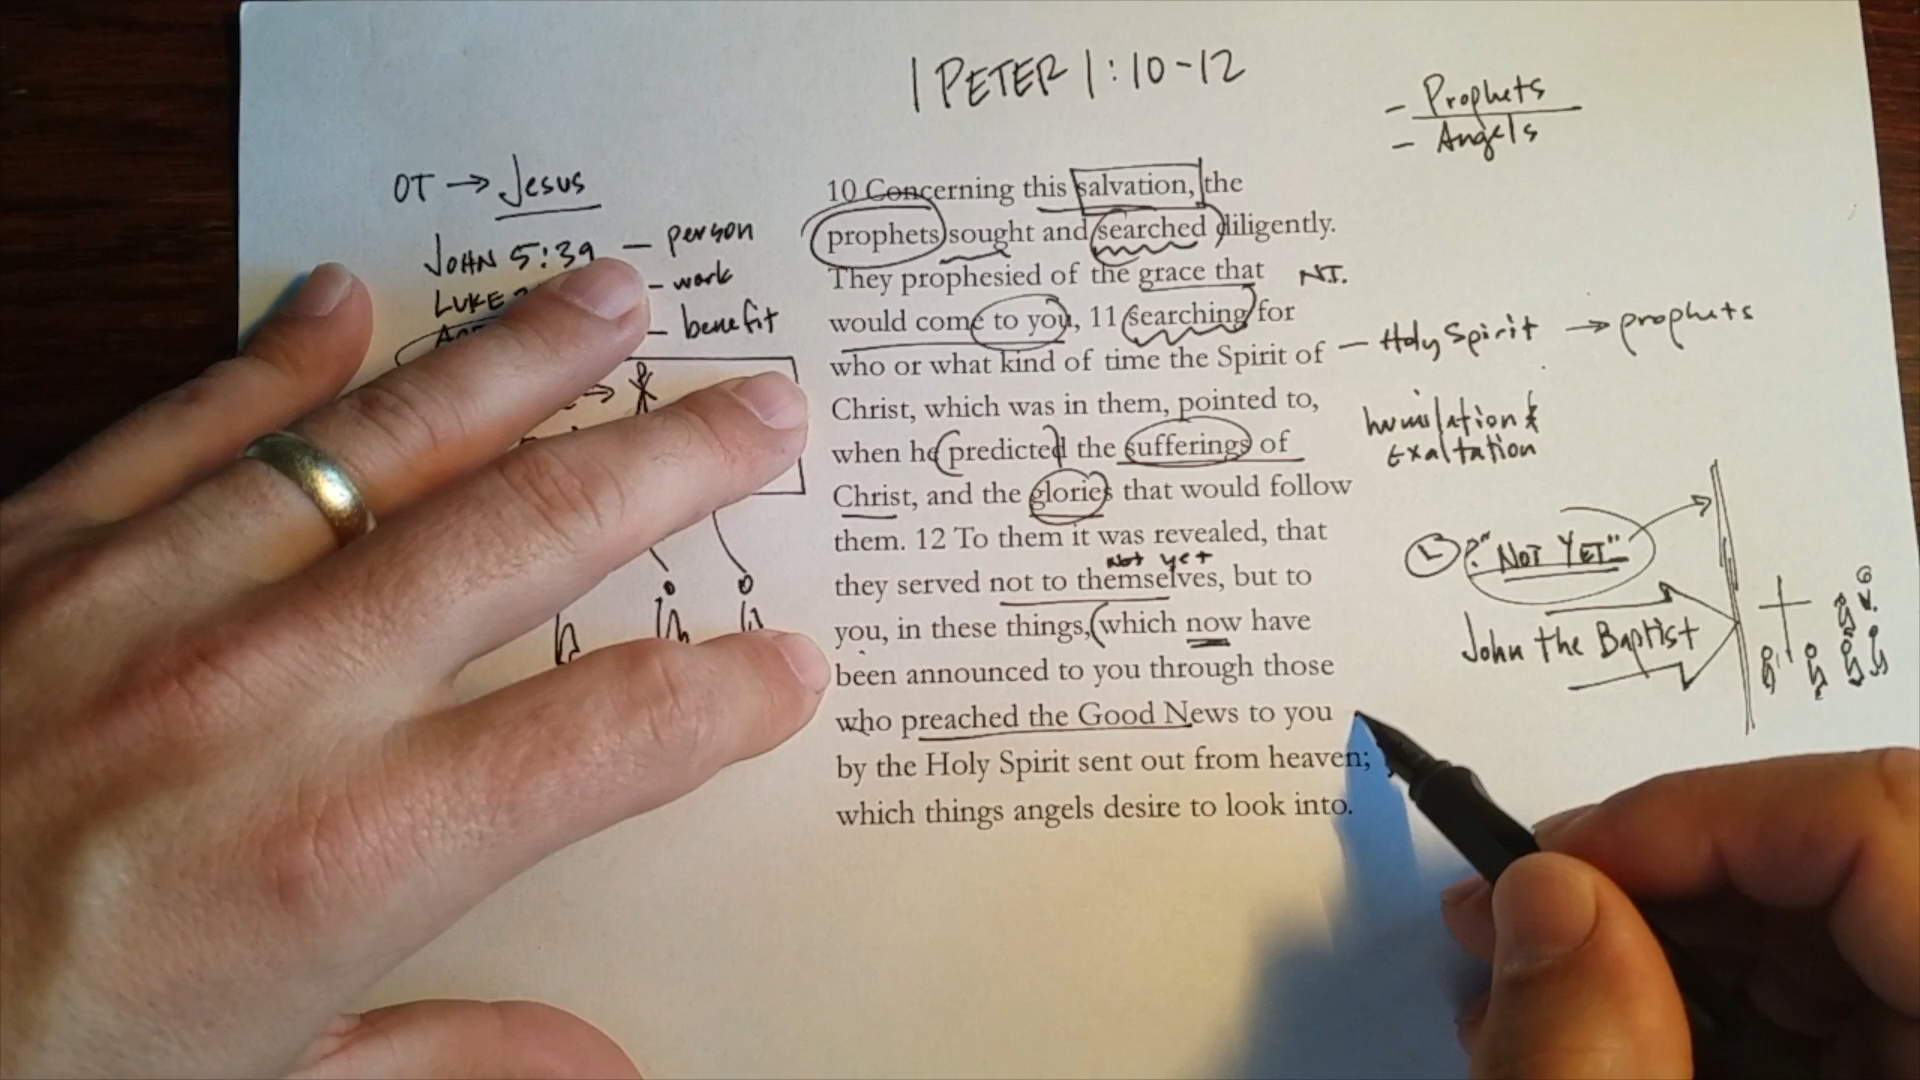 1 PETER 1:10-12
- Prophets
- Angels
OT → Jesus
JOHN 5:39 - person
LUKE - work
- benefit
10 Concerning this salvation, the
prophets sought and searched diligently.
They prophesied of the grace that N.T.
would come to you, 11 searching for
who or what kind of time the Spirit of - Holy Spirit → prophets
Christ, which was in them, pointed to,
when he predicted the sufferings of
Christ, and the glories that would follow
them. 12 To them it was revealed, that
Not yet
they served not to themselves, but to
you, in these things, (which now have
been announced to you through those
who preached the Good News to you
by the Holy Spirit sent out from heaven;
which things angels desire to look into.
humilation &
Exaltation
"NOT YET"
John the Baptist